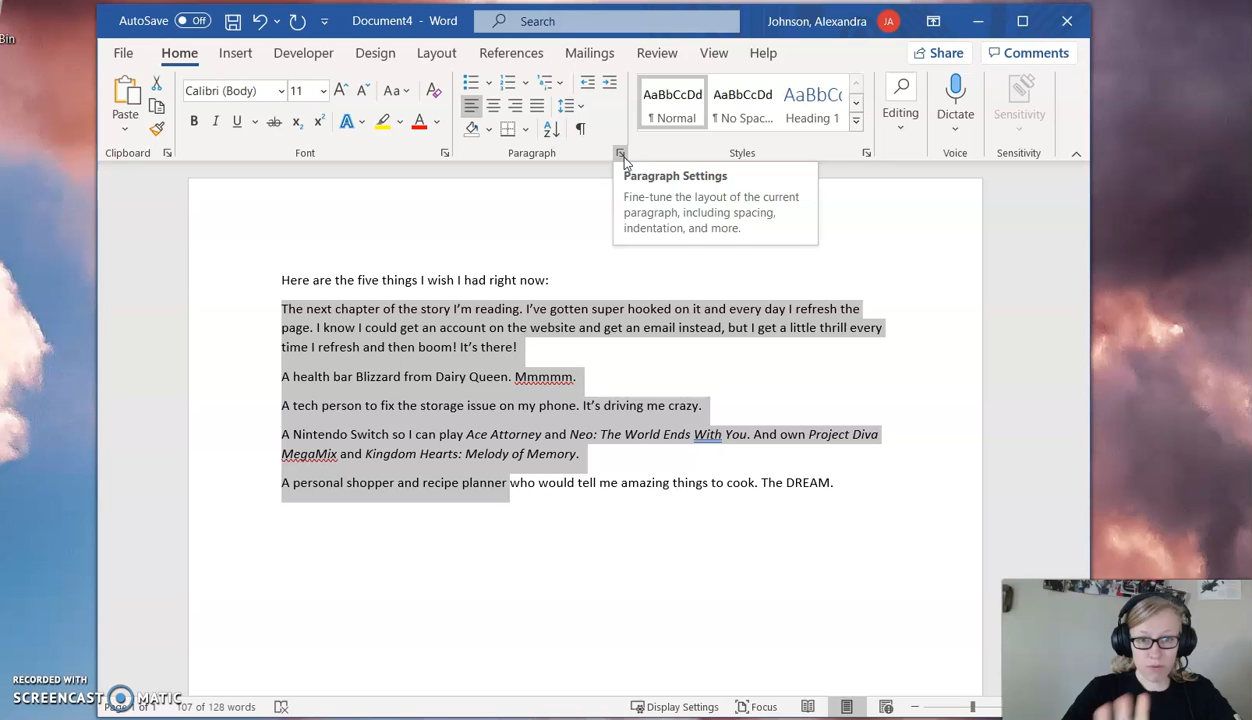 Bin
AutoSave Off Document4 - Word Search Johnson, Alexandra JA
File Home Insert Draw Developer Design Layout References Mailings Review View Help Share Comments
Calibri (Body) 11 Aa AaBbCcDd AaBbCcDd AaBbCc
Paste B I U ab x₂ x² A A ¶ Normal ¶ No Spac... Heading 1 Editing Dictate Sensitivity
Clipboard Font Paragraph Styles Voice Sensitivity
Paragraph Settings
Fine-tune the layout of the current
paragraph, including spacing,
indentation, and more.
Here are the five things I wish I had right now:
The next chapter of the story I’m reading. I’ve gotten super hooked on it and every day I refresh the
page. I know I could get an account on the website and get an email instead, but I get a little thrill every
time I refresh and then boom! It’s there!
A health bar Blizzard from Dairy Queen. Mmmmm.
A tech person to fix the storage issue on my phone. It’s driving me crazy.
A Nintendo Switch so I can play Ace Attorney and Neo: The World Ends With You. And own Project Diva
MegaMix and Kingdom Hearts: Melody of Memory.
A personal shopper and recipe planner who would tell me amazing things to cook. The DREAM.
RECORDED WITH
SCREENCAST MATIC
Page 1 of 1 107 of 128 words Display Settings Focus